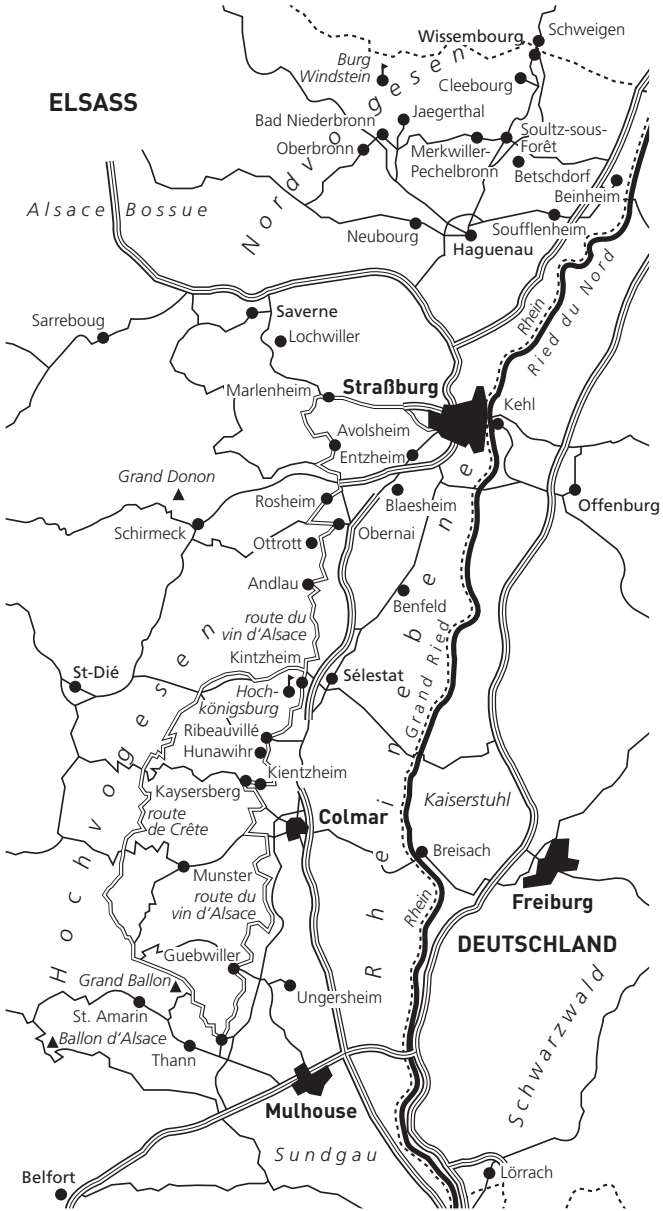 Schweigen
Wissembourg
Burg
Windstein
Cleebourg
ELSASS
Jaegerthal
Bad Niederbronn
Soultz-sous-
Forêt
Oberbronn
Merkwiller-
Pechelbronn
Betschdorf
Beinheim
Nordvogesen
Alsace Bossue
Neubourg
Soufflenheim
Haguenau
Rhein
Ried du Nord
Saverne
Sarreboug
Lochwiller
Marlenheim
Straßburg
Kehl
Avolsheim
Entzheim
Grand Donon
Rosheim
Blaesheim
Offenburg
Schirmeck
Obernai
Ottrott
Andlau
Benfeld
route du
vin d'Alsace
Kintzheim
Grand Ried
St-Dié
Sélestat
Hoch-
königsburg
Ribeauvillé
Hunawihr
Kientzheim
Kaysersberg
Kaiserstuhl
route
de Crête
Colmar
Hochvogesen
Rheinebene
Breisach
Munster
route du
vin d'Alsace
Rhein
Freiburg
DEUTSCHLAND
Guebwiller
Grand Ballon
Ungersheim
St. Amarin
Ballon d'Alsace
Thann
Schwarzwald
Mulhouse
Sundgau
Belfort
Lörrach